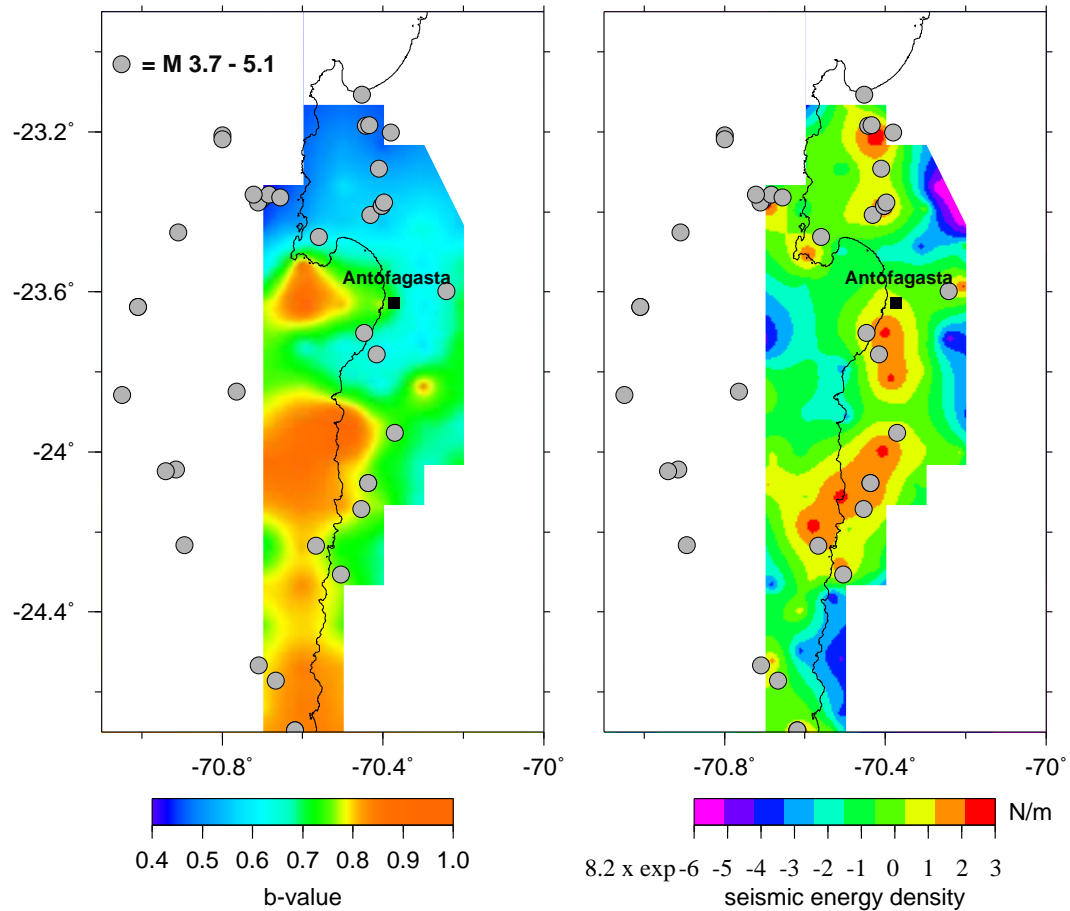 = M 3.7 - 5.1
-23.2°
-23.6°
-24°
-24.4°
Antofagasta
Antofagasta
-70.8°
-70.4°
-70°
-70.8°
-70.4°
-70°
0.4 0.5 0.6 0.7 0.8 0.9 1.0
b-value
N/m
8.2 x exp -6 -5 -4 -3 -2 -1 0 1 2 3
seismic energy density